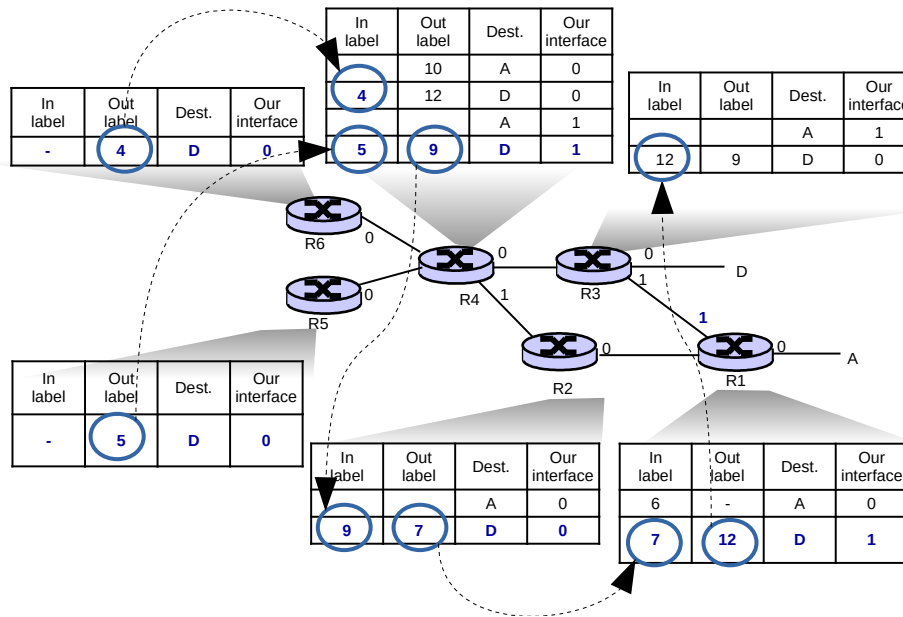 In label Out label Dest. Our interface
10 A 0
4 12 D 0
A 1
5 9 D 1
In label Out label Dest. Our interface
- 4 D 0
In label Out label Dest. Our interface
A 1
12 9 D 0
R6
0
R5
0
R4
0
1
R3
0
1
D
1
R2
0
R1
0
A
In label Out label Dest. Our interface
- 5 D 0
In label Out label Dest. Our interface
A 0
9 7 D 0
In label Out label Dest. Our interface
6 - A 0
7 12 D 1